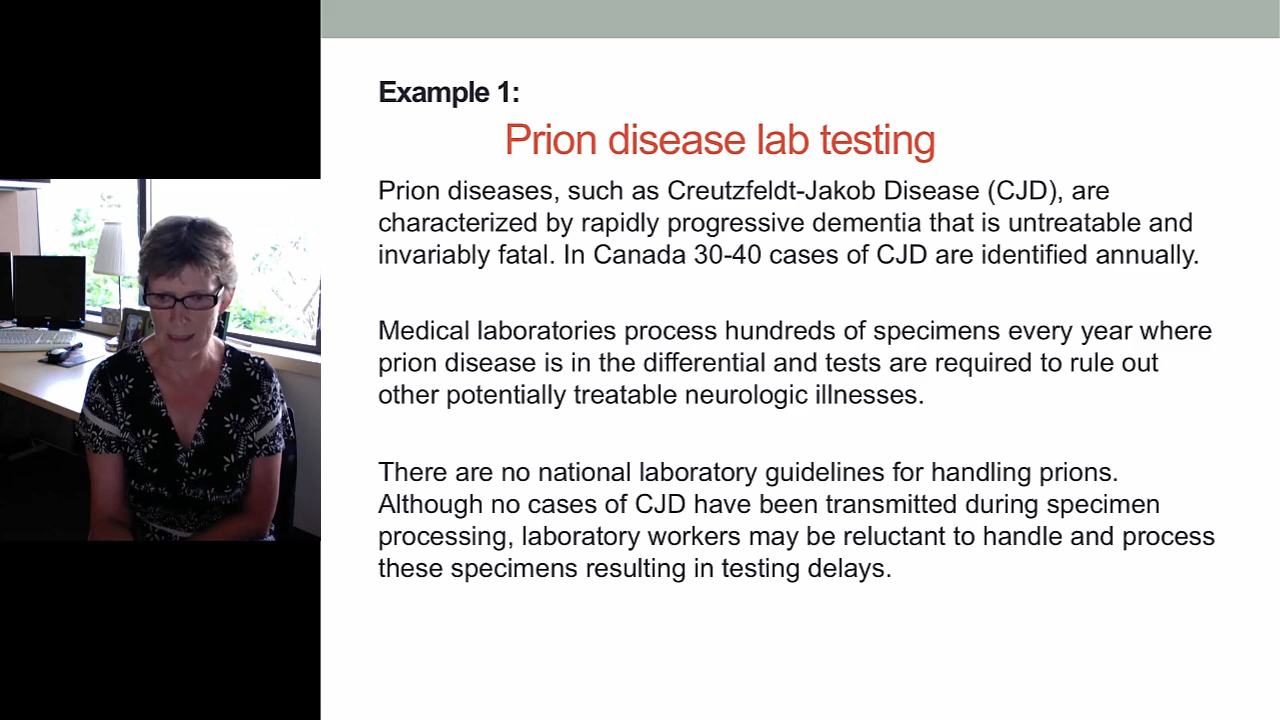 Example 1:
Prion disease lab testing
Prion diseases, such as Creutzfeldt-Jakob Disease (CJD), are
characterized by rapidly progressive dementia that is untreatable and
invariably fatal. In Canada 30-40 cases of CJD are identified annually.
Medical laboratories process hundreds of specimens every year where
prion disease is in the differential and tests are required to rule out
other potentially treatable neurologic illnesses.
There are no national laboratory guidelines for handling prions.
Although no cases of CJD have been transmitted during specimen
processing, laboratory workers may be reluctant to handle and process
these specimens resulting in testing delays.